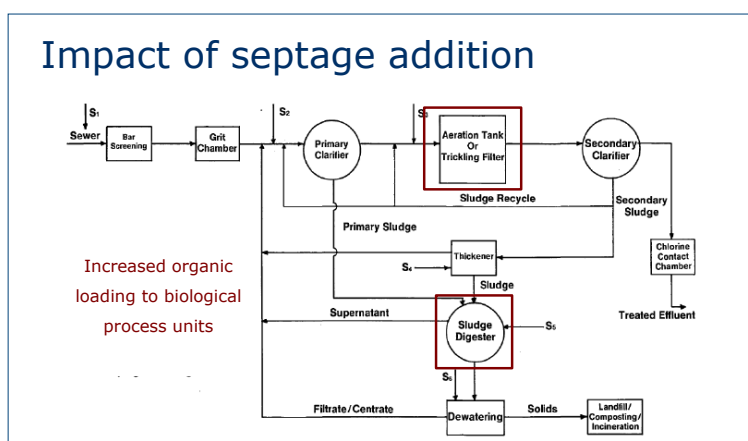 Impact of septage addition
S₁
Sewer
Bar
Screening
Grit
Chamber
S₂
Primary
Clarifier
S₃
Aeration Tank
Or
Trickling Filter
Secondary
Clarifier
Sludge Recycle
Secondary
Sludge
Primary Sludge
Chlorine
Contact
Chamber
Treated Effluent
Thickener
S₄
Sludge
Increased organic
loading to biological
process units
Supernatant
Sludge
Digester
S₅
S₆
Filtrate/Centrate
Dewatering
Solids
Landfill/
Composting/
Incineration